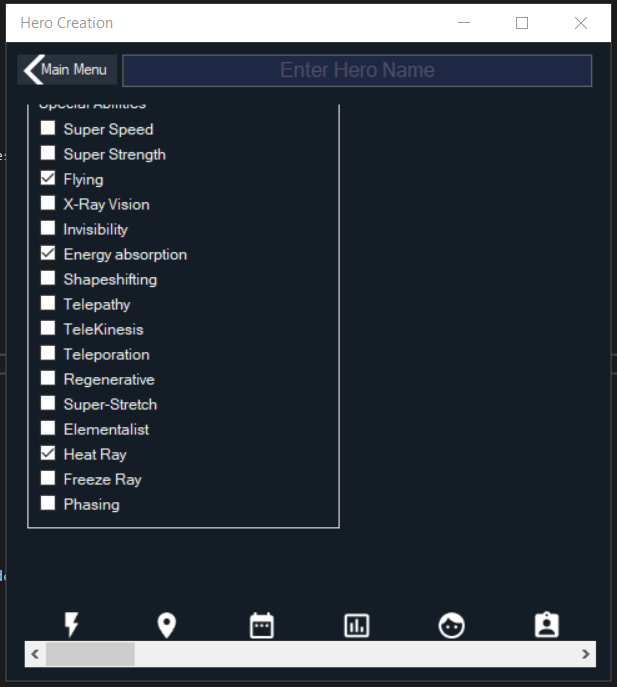 Hero Creation
Main Menu
Enter Hero Name
Special Abilities
Super Speed
Super Strength
Flying
X-Ray Vision
Invisibility
Energy absorption
Shapeshifting
Telepathy
TeleKinesis
Teleporation
Regenerative
Super-Stretch
Elementalist
Heat Ray
Freeze Ray
Phasing